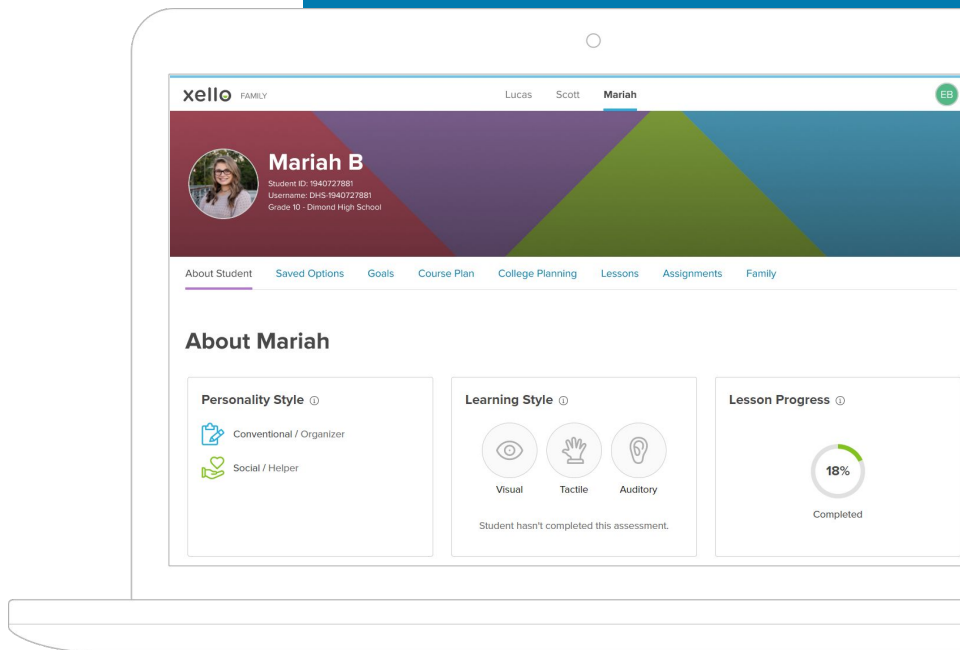 xello FAMILY
Lucas Scott Mariah
EB
Mariah B
Student ID: 1940727881
Username: DHS-1940727881
Grade 10 - Dimond High School
About Student Saved Options Goals Course Plan College Planning Lessons Assignments Family
About Mariah
Personality Style
Conventional / Organizer
Social / Helper
Learning Style
Visual Tactile Auditory
Student hasn't completed this assessment.
Lesson Progress
18%
Completed